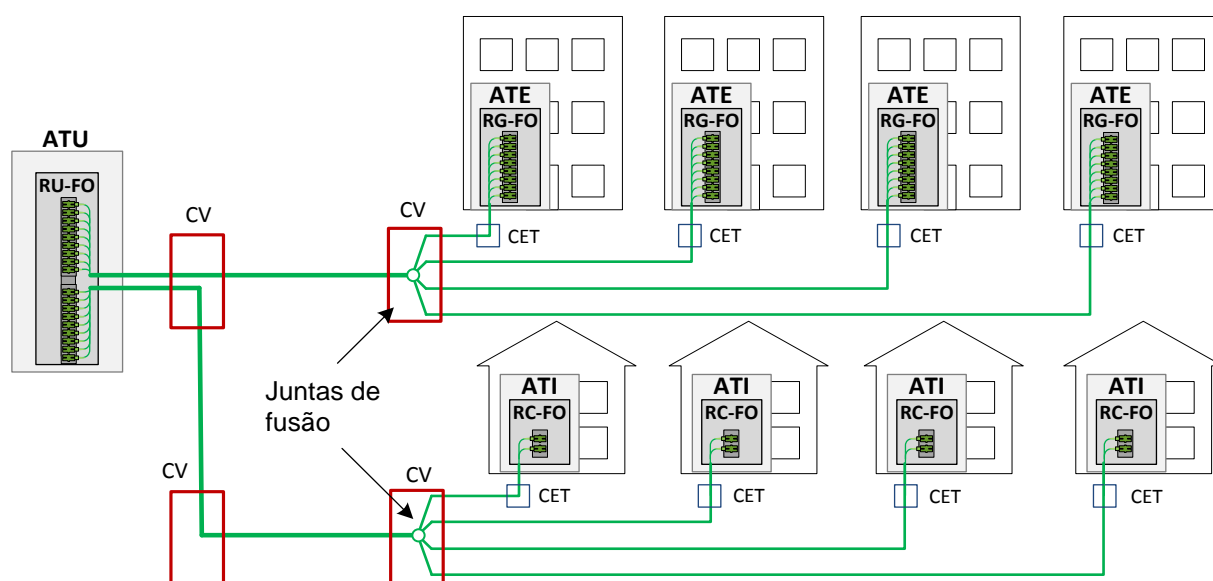 ATE
ATE
ATE
ATE
RG-FO
RG-FO
RG-FO
RG-FO
ATU
RU-FO
CV
CV
CET
CET
CET
CET
Juntas de
fusão
ATI
ATI
ATI
ATI
RC-FO
RC-FO
RC-FO
RC-FO
CV
CV
CET
CET
CET
CET